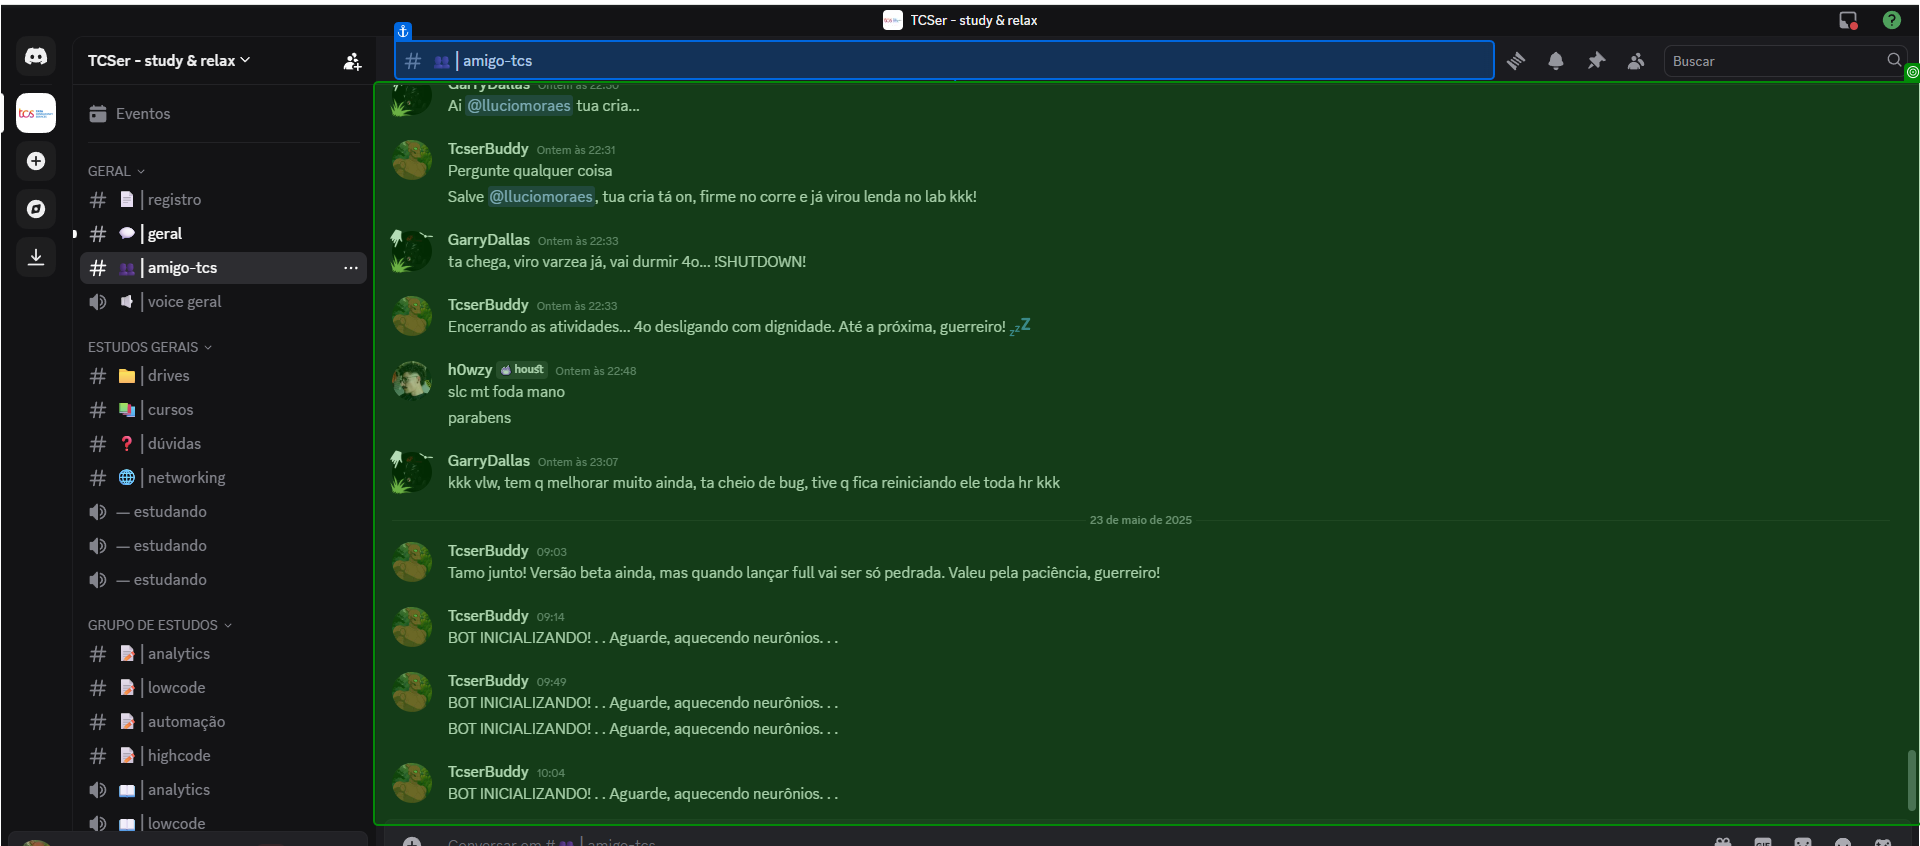 TCSer - study & relax
TCSer - study & relax
amigo-tcs
Buscar
tcs
Eventos
GERAL
registro
geral
amigo-tcs
voice geral
ESTUDOS GERAIS
drives
cursos
dúvidas
networking
— estudando
— estudando
— estudando
GRUPO DE ESTUDOS
analytics
lowcode
automação
highcode
analytics
lowcode
GarryDallas Ontem às 22:30
Ai @lluciomoraes tua cria...
TcserBuddy Ontem às 22:31
Pergunte qualquer coisa
Salve @lluciomoraes, tua cria tá on, firme no corre e já virou lenda no lab kkk!
GarryDallas Ontem às 22:33
ta chega, viro varzea já, vai durmir 4o... !SHUTDOWN!
TcserBuddy Ontem às 22:33
Encerrando as atividades... 4o desligando com dignidade. Até a próxima, guerreiro! 💤
h0wzy houst Ontem às 22:48
slc mt foda mano
parabens
GarryDallas Ontem às 23:07
kkk vlw, tem q melhorar muito ainda, ta cheio de bug, tive q fica reiniciando ele toda hr kkk
23 de maio de 2025
TcserBuddy 09:03
Tamo junto! Versão beta ainda, mas quando lançar full vai ser só pedrada. Valeu pela paciência, guerreiro!
TcserBuddy 09:14
BOT INICIALIZANDO! . . Aguarde, aquecendo neurônios. . .
TcserBuddy 09:49
BOT INICIALIZANDO! . . Aguarde, aquecendo neurônios. . .
BOT INICIALIZANDO! . . Aguarde, aquecendo neurônios. . .
TcserBuddy 10:04
BOT INICIALIZANDO! . . Aguarde, aquecendo neurônios. . .
Conversar em # amigo-tcs